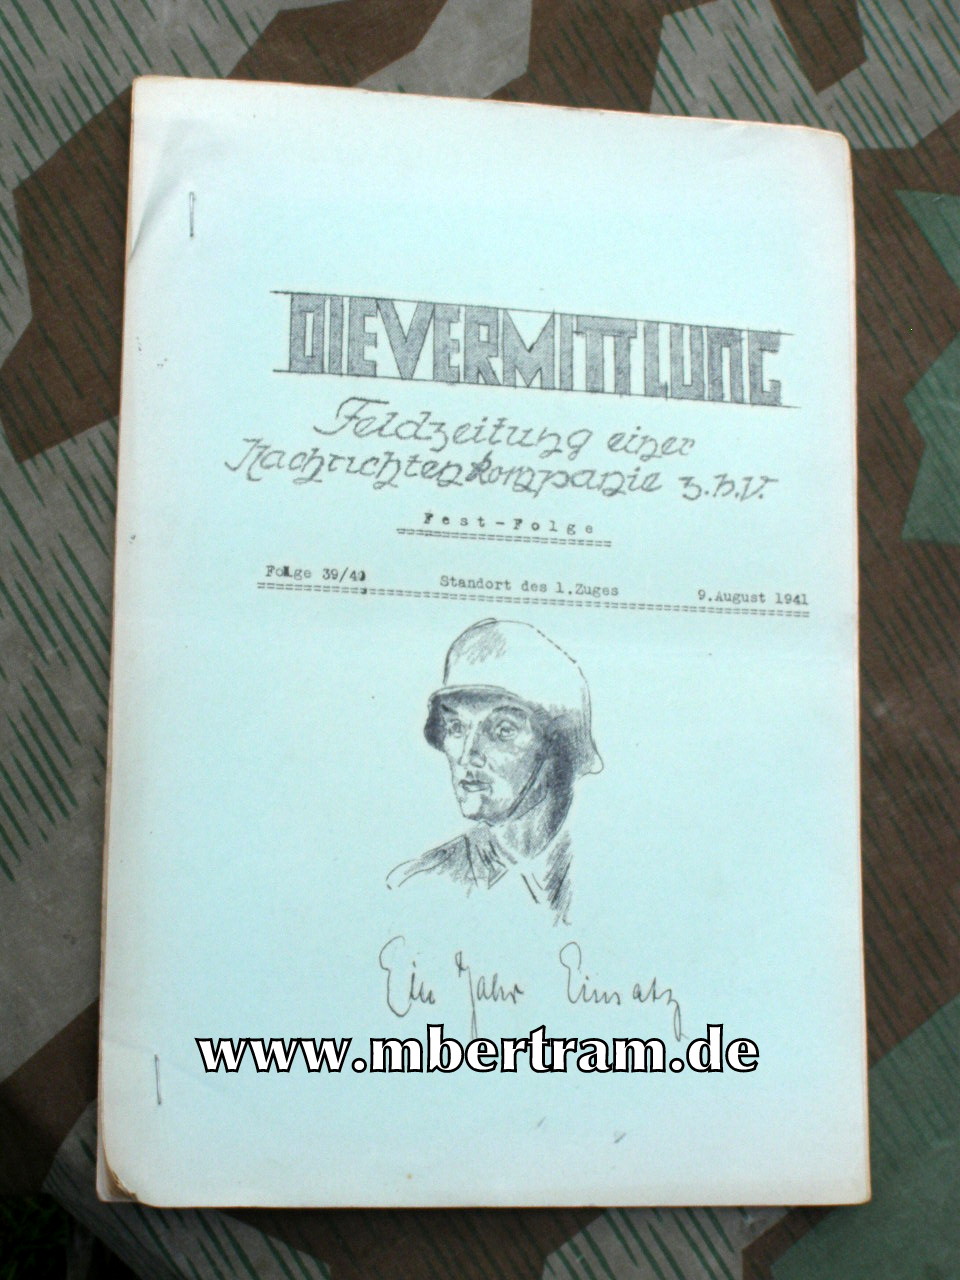 DIE VERMITTLUNG
Feldzeitung einer
Nachrichtenkompanie z.b.V.
Fest-Folge
Folge 39/40 Standort des 1.Zuges 9.August 1941
Ein Jahr Einsatz
www.mbertram.de